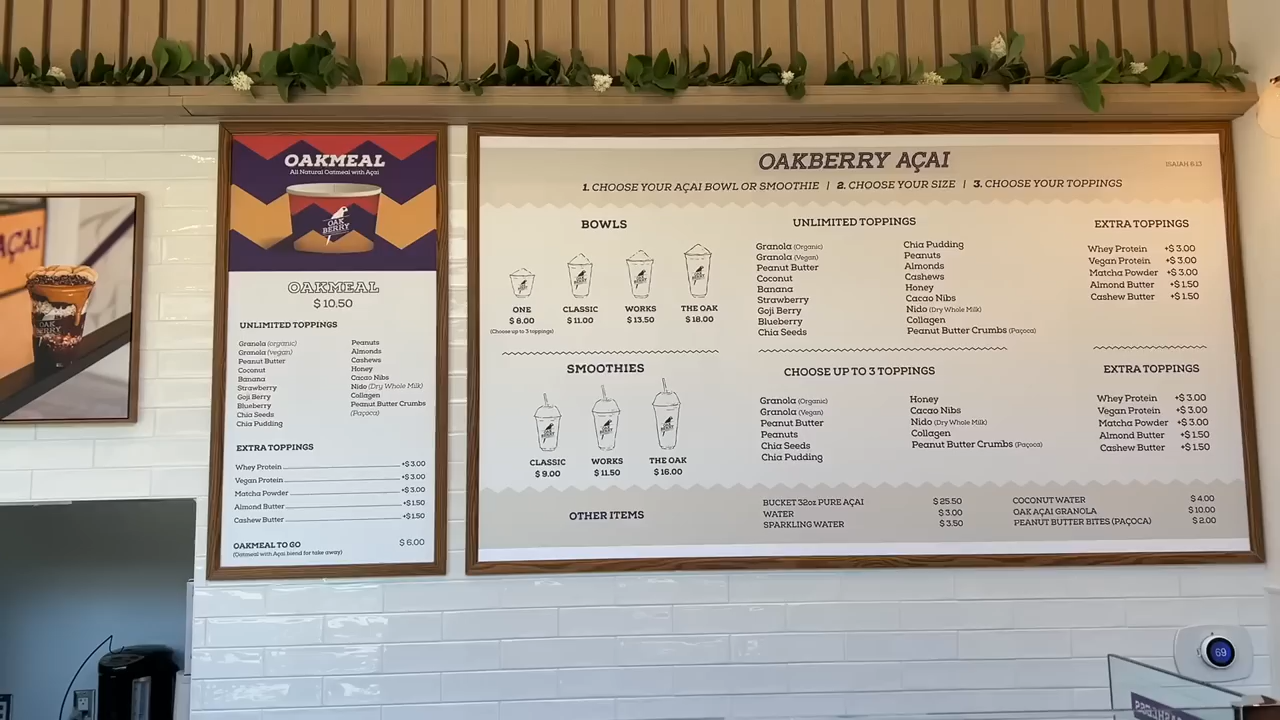 AÇAÍ
OAK
BERRY
OAKMEAL
All Natural Oatmeal with Açaí
OAK
BERRY
OAKMEAL
$ 10.50
UNLIMITED TOPPINGS
Granola (organic)
Granola (vegan)
Peanut Butter
Coconut
Banana
Strawberry
Goji Berry
Blueberry
Chia Seeds
Chia Pudding
Peanuts
Almonds
Cashews
Honey
Cacao Nibs
Nido (Dry Whole Milk)
Collagen
Peanut Butter Crumbs
(Paçoca)
EXTRA TOPPINGS
Whey Protein +$ 3.00
Vegan Protein +$ 3.00
Matcha Powder +$ 3.00
Almond Butter +$ 1.50
Cashew Butter +$ 1.50
OAKMEAL TO GO $ 6.00
(Oatmeal with Açaí blend for take away)
OAKBERRY AÇAÍ
ISAIAH 6:13
1. CHOOSE YOUR AÇAÍ BOWL OR SMOOTHIE | 2. CHOOSE YOUR SIZE | 3. CHOOSE YOUR TOPPINGS
BOWLS
ONE
$ 8.00
(Choose up to 3 toppings)
CLASSIC
$ 11.00
WORKS
$ 13.50
THE OAK
$ 18.00
UNLIMITED TOPPINGS
Granola (Organic)
Granola (Vegan)
Peanut Butter
Coconut
Banana
Strawberry
Goji Berry
Blueberry
Chia Seeds
Chia Pudding
Peanuts
Almonds
Cashews
Honey
Cacao Nibs
Nido (Dry Whole Milk)
Collagen
Peanut Butter Crumbs (Paçoca)
EXTRA TOPPINGS
Whey Protein +$ 3.00
Vegan Protein +$ 3.00
Matcha Powder +$ 3.00
Almond Butter +$ 1.50
Cashew Butter +$ 1.50
SMOOTHIES
CLASSIC
$ 9.00
WORKS
$ 11.50
THE OAK
$ 16.00
CHOOSE UP TO 3 TOPPINGS
Granola (Organic)
Granola (Vegan)
Peanut Butter
Peanuts
Chia Seeds
Chia Pudding
Honey
Cacao Nibs
Nido (Dry Whole Milk)
Collagen
Peanut Butter Crumbs (Paçoca)
EXTRA TOPPINGS
Whey Protein +$ 3.00
Vegan Protein +$ 3.00
Matcha Powder +$ 3.00
Almond Butter +$ 1.50
Cashew Butter +$ 1.50
OTHER ITEMS
BUCKET 32oz PURE AÇAÍ $ 25.50
WATER $ 3.00
SPARKLING WATER $ 3.50
COCONUT WATER $ 4.00
OAK AÇAÍ GRANOLA $ 10.00
PEANUT BUTTER BITES (PAÇOCA) $ 2.00
69